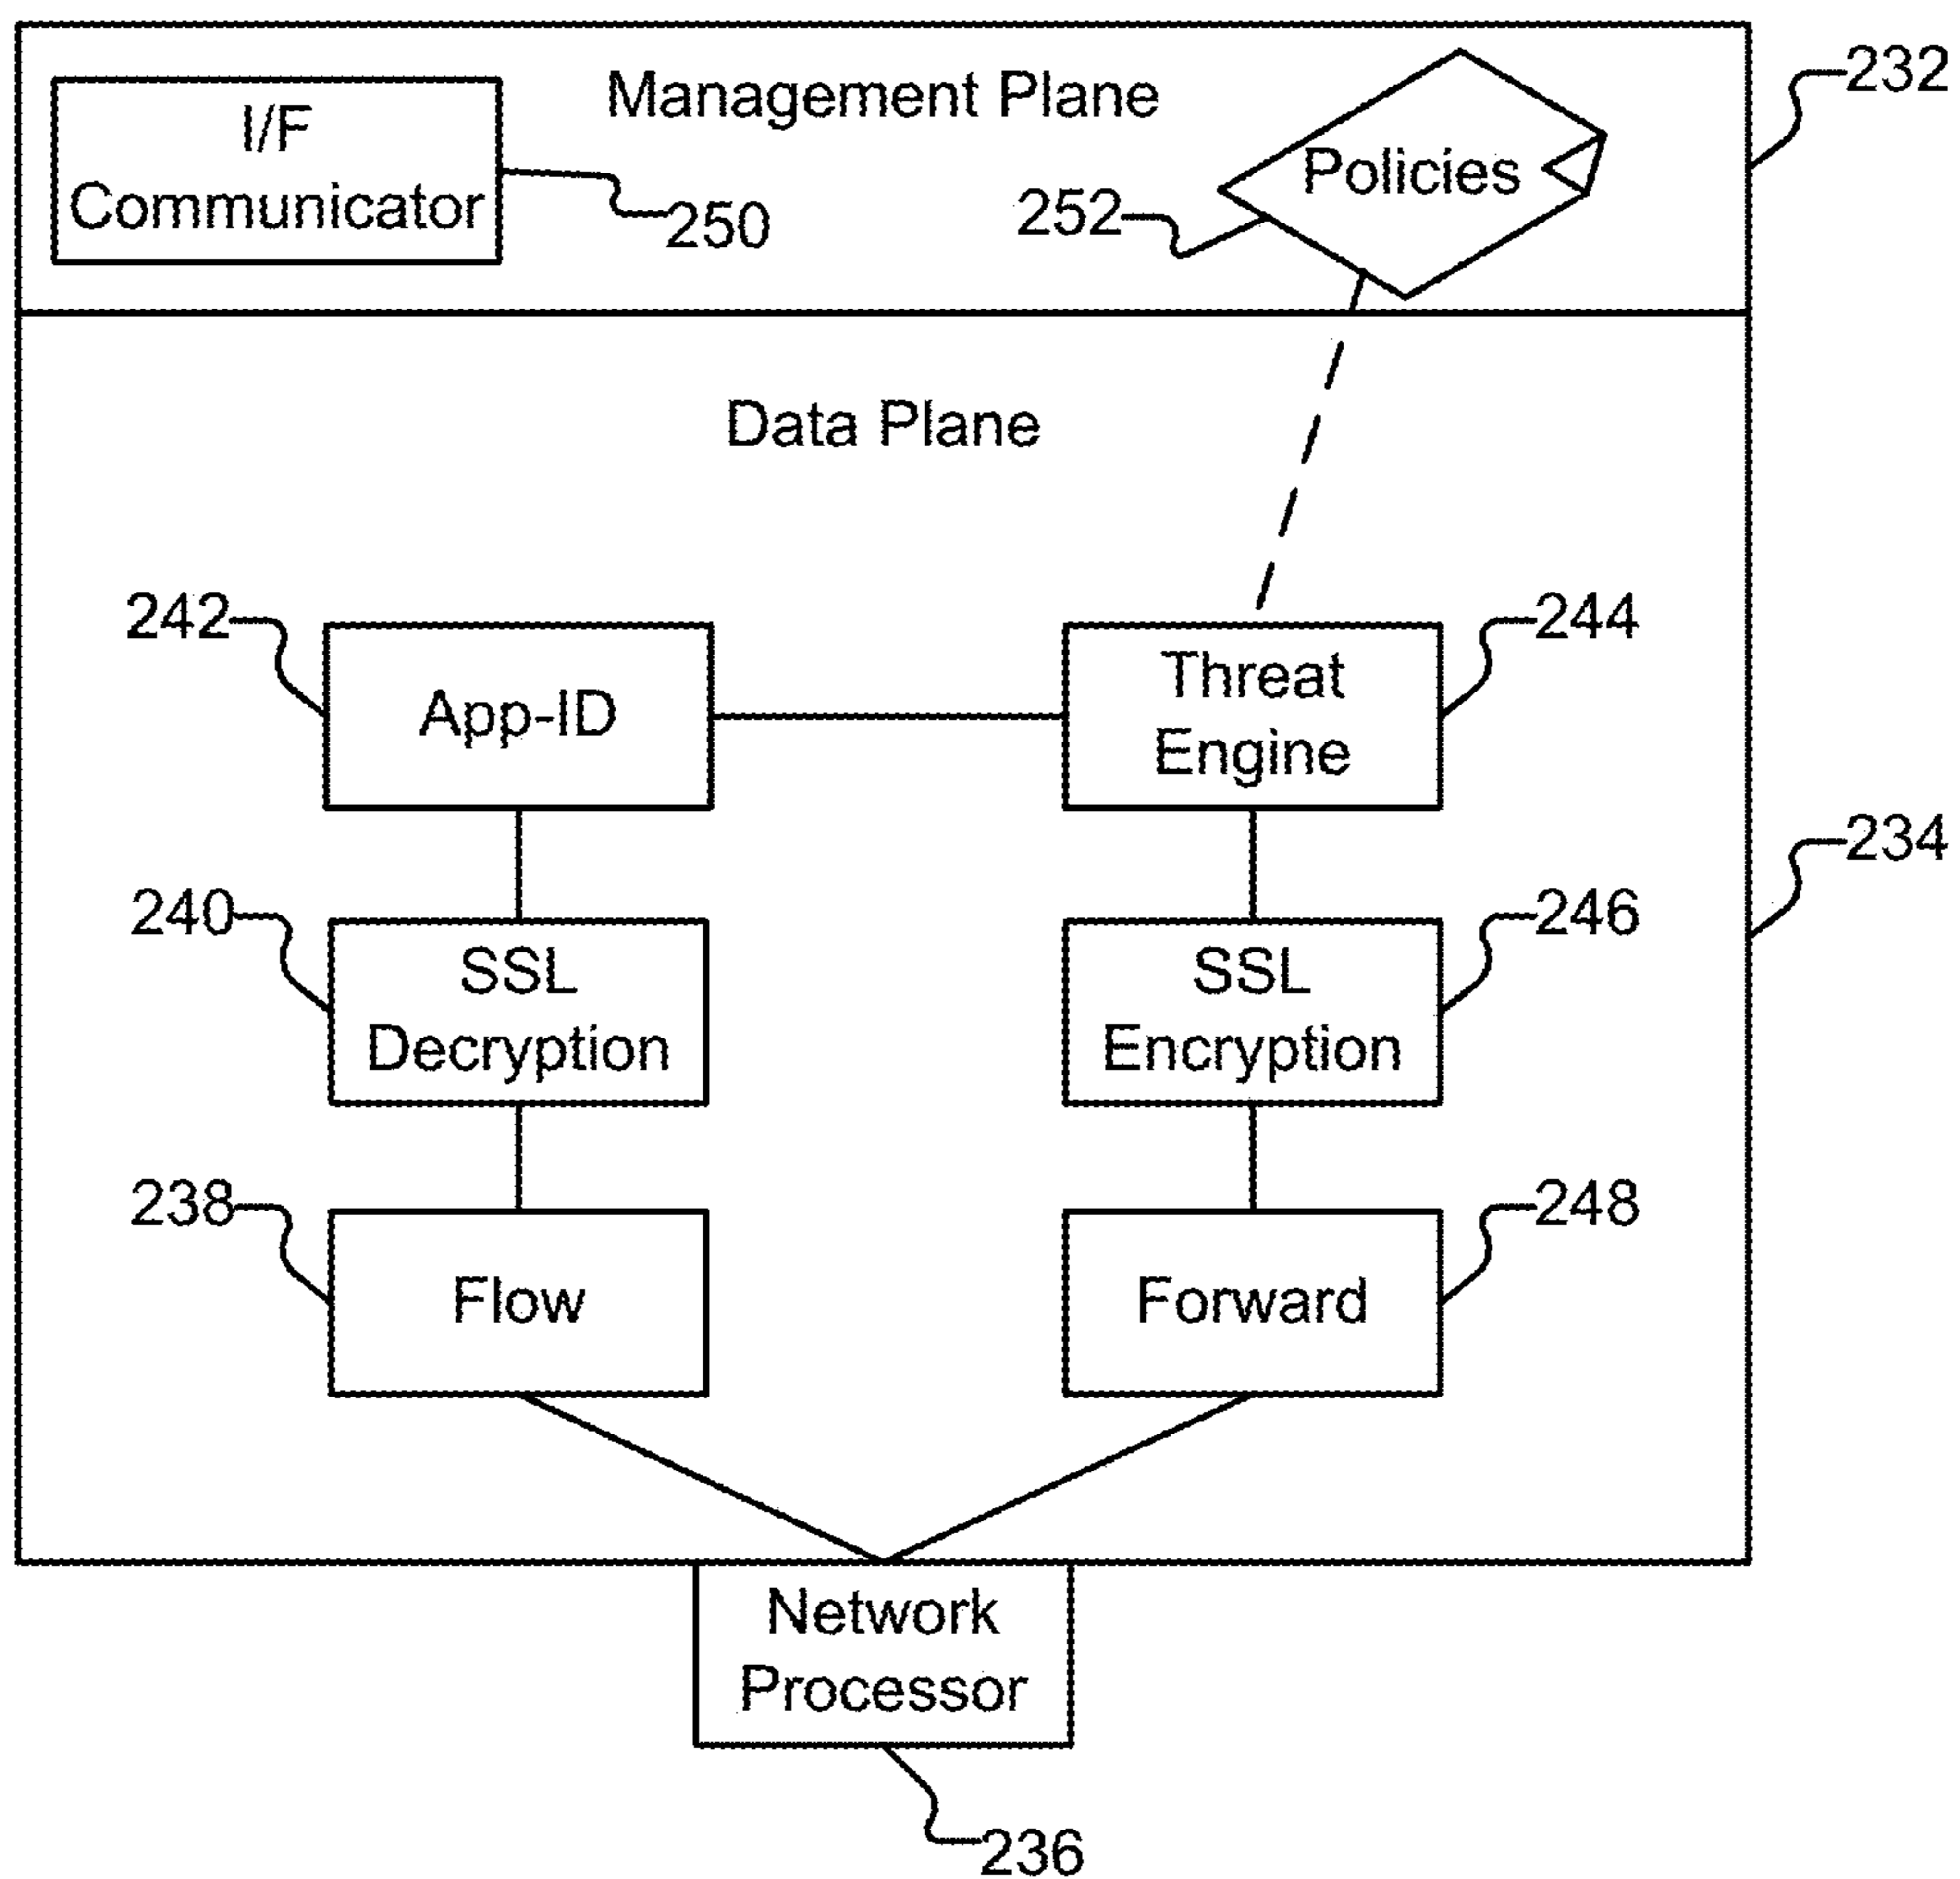 Management Plane
232
I/F
Communicator
250
Policies
252
Data Plane
242
App-ID
Threat
Engine
244
234
240
SSL
Decryption
SSL
Encryption
246
238
Flow
Forward
248
Network
Processor
236